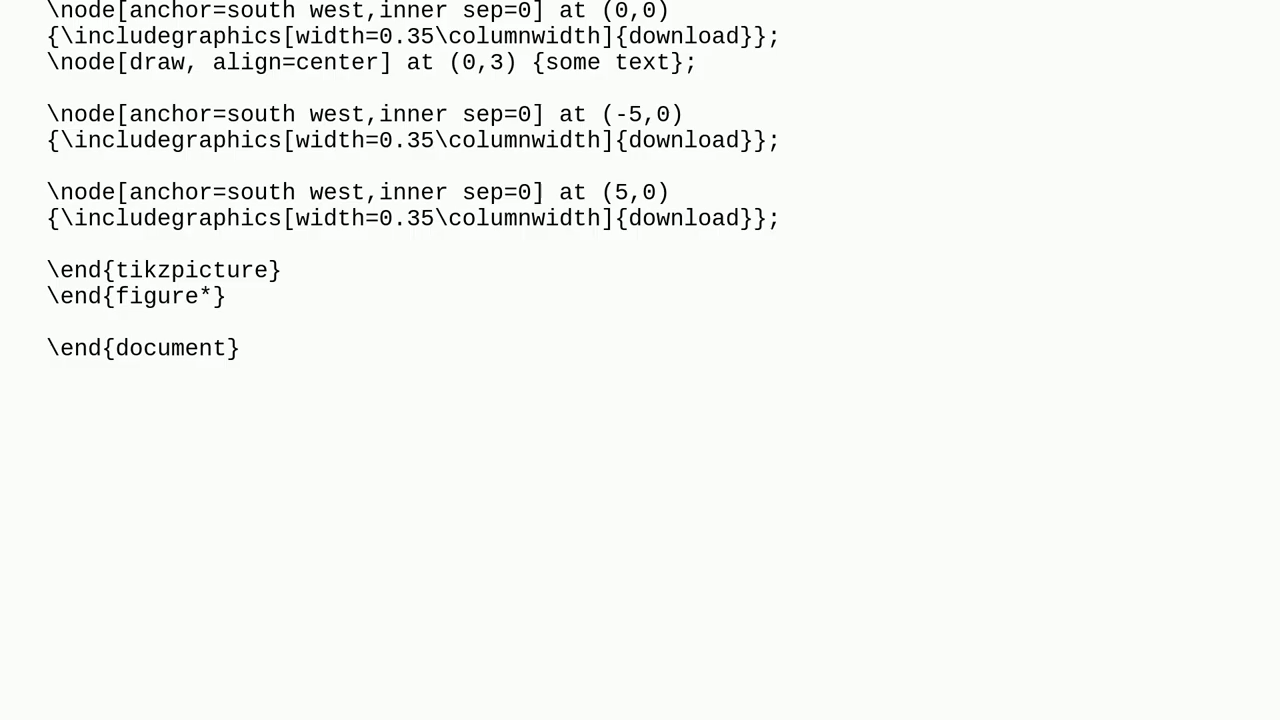 \node[anchor=south west,inner sep=0] at (0,0)
{\includegraphics[width=0.35\columnwidth]{download}};
\node[draw, align=center] at (0,3) {some text};
\node[anchor=south west,inner sep=0] at (-5,0)
{\includegraphics[width=0.35\columnwidth]{download}};
\node[anchor=south west,inner sep=0] at (5,0)
{\includegraphics[width=0.35\columnwidth]{download}};
\end{tikzpicture}
\end{figure*}
\end{document}